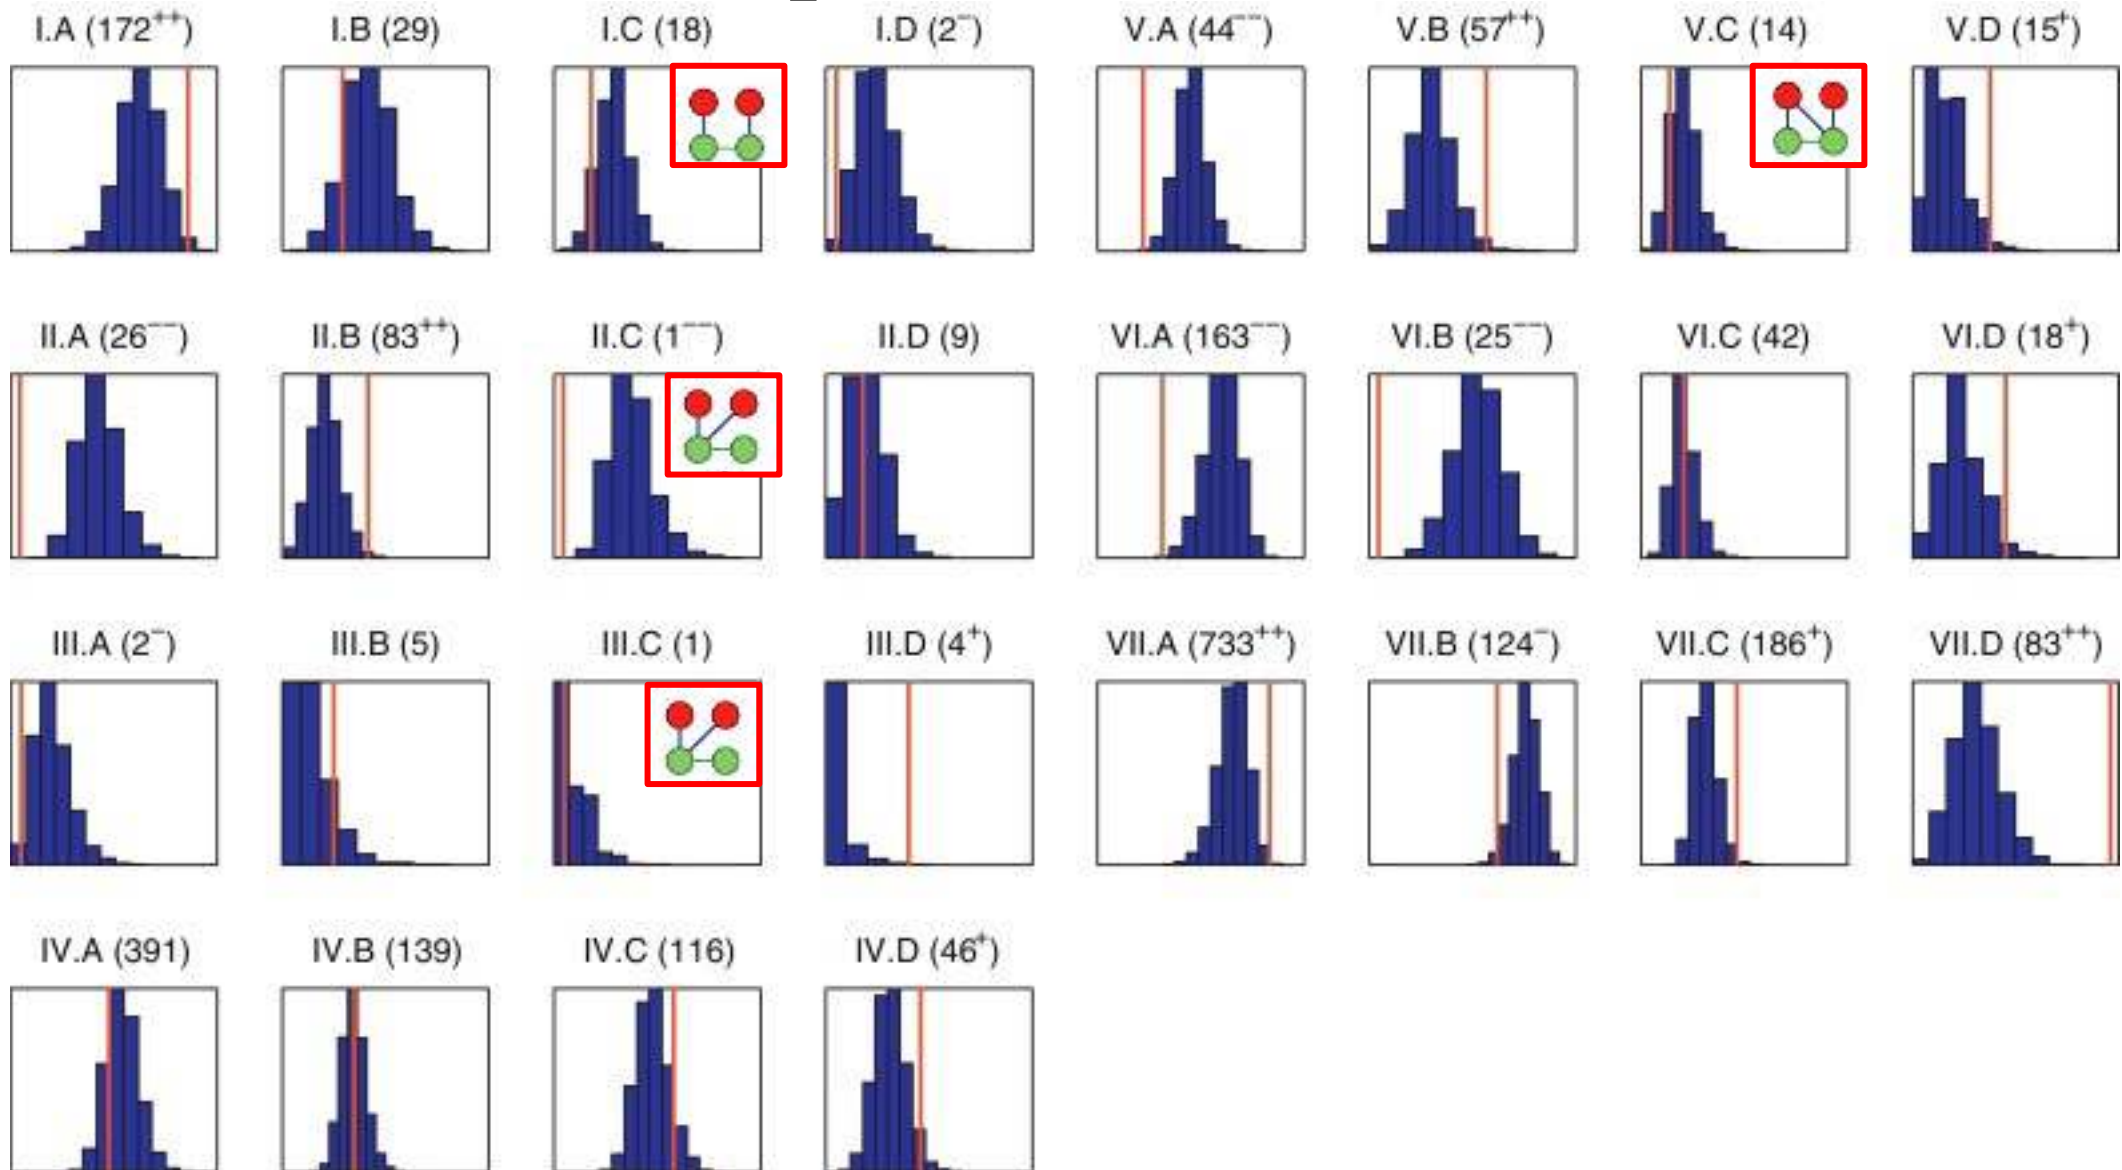 I.A (172⁺⁺) I.B (29) I.C (18) I.D (2⁻) V.A (44⁻⁻) V.B (57⁺⁺) V.C (14) V.D (15⁺)
II.A (26⁻⁻) II.B (83⁺⁺) II.C (1⁻⁻) II.D (9) VI.A (163⁻⁻) VI.B (25⁻⁻) VI.C (42) VI.D (18⁺)
III.A (2⁻) III.B (5) III.C (1) III.D (4⁺) VII.A (733⁺⁺) VII.B (124⁻) VII.C (186⁺) VII.D (83⁺⁺)
IV.A (391) IV.B (139) IV.C (116) IV.D (46⁺)